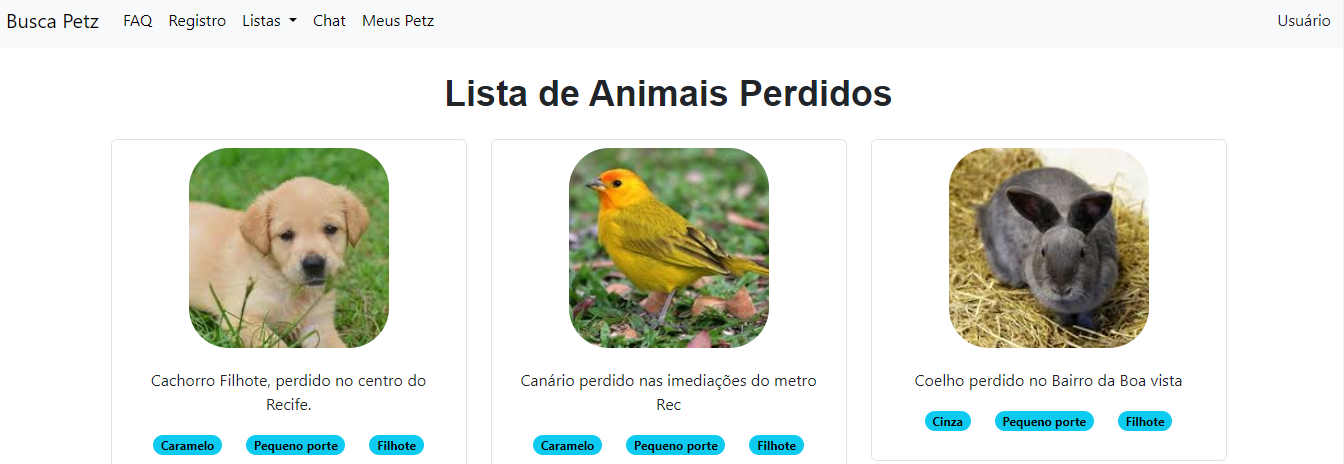 Busca Petz FAQ Registro Listas Chat Meus Petz Usuário
Lista de Animais Perdidos
Cachorro Filhote, perdido no centro do
Recife.
Caramelo Pequeno porte Filhote
Canário perdido nas imediações do metro
Rec
Caramelo Pequeno porte Filhote
Coelho perdido no Bairro da Boa vista
Cinza Pequeno porte Filhote